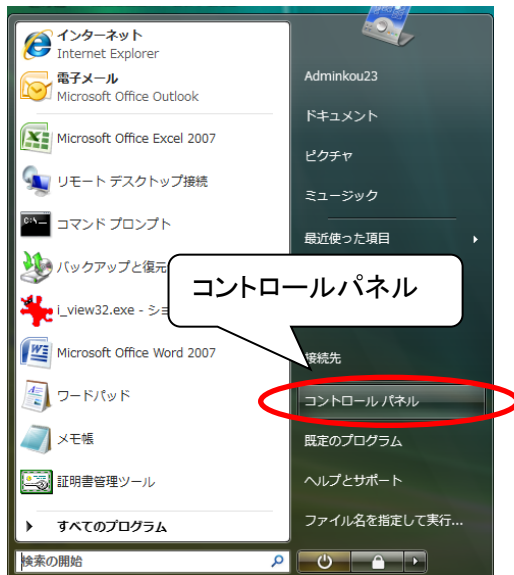 インターネット
Internet Explorer
電子メール
Microsoft Office Outlook
Microsoft Office Excel 2007
リモート デスクトップ接続
コマンド プロンプト
バックアップと復元
i_view32.exe - ショ
Microsoft Office Word 2007
ワードパッド
メモ帳
証明書管理ツール
すべてのプログラム
検索の開始
Adminkou23
ドキュメント
ピクチャ
ミュージック
最近使った項目
コントロールパネル
接続先
コントロール パネル
既定のプログラム
ヘルプとサポート
ファイル名を指定して実行...